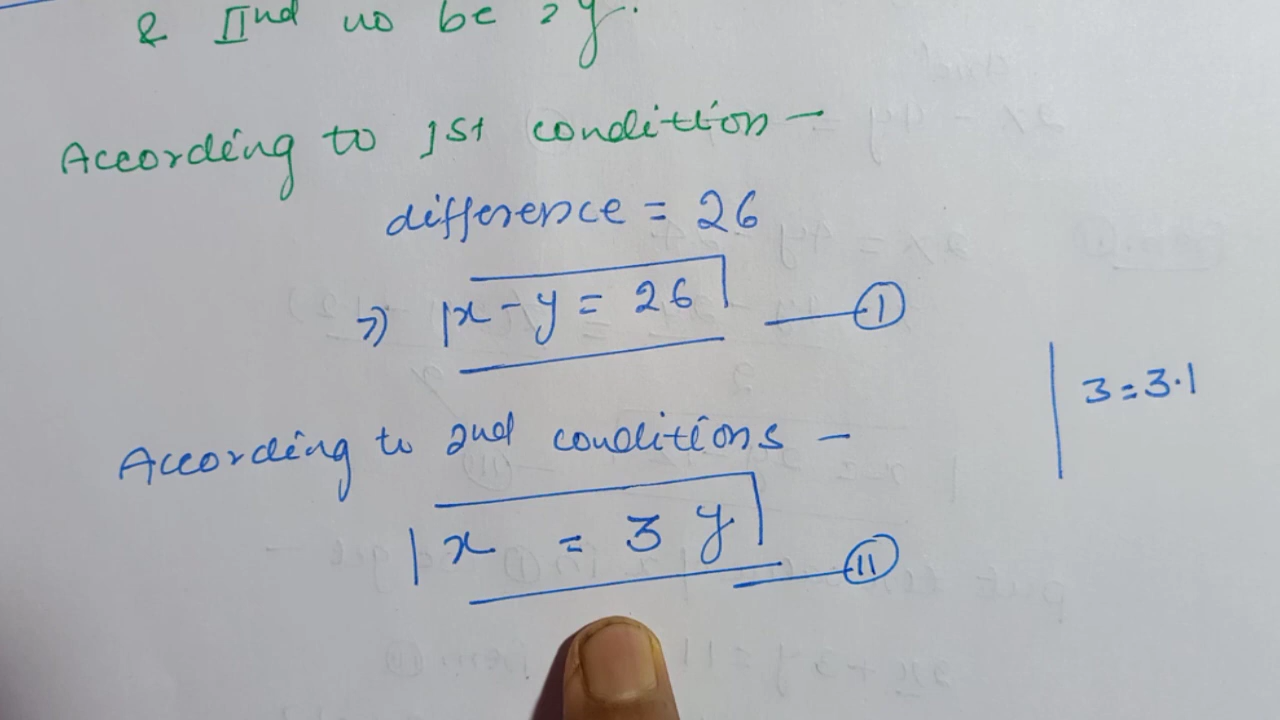 & IInd no be y.
According to 1st condition -
difference = 26
=> x - y = 26 — I
3 = 3.1
According to 2nd conditions -
x = 3 y — II